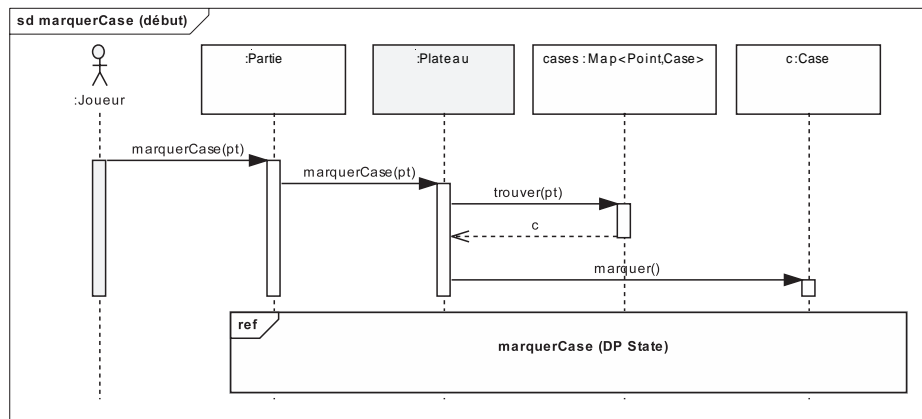 sd marquerCase (début)
:Joueur
:Partie
:Plateau
cases :Map<Point,Case>
c:Case
marquerCase(pt)
marquerCase(pt)
trouver(pt)
c
marquer()
ref
marquerCase (DP State)